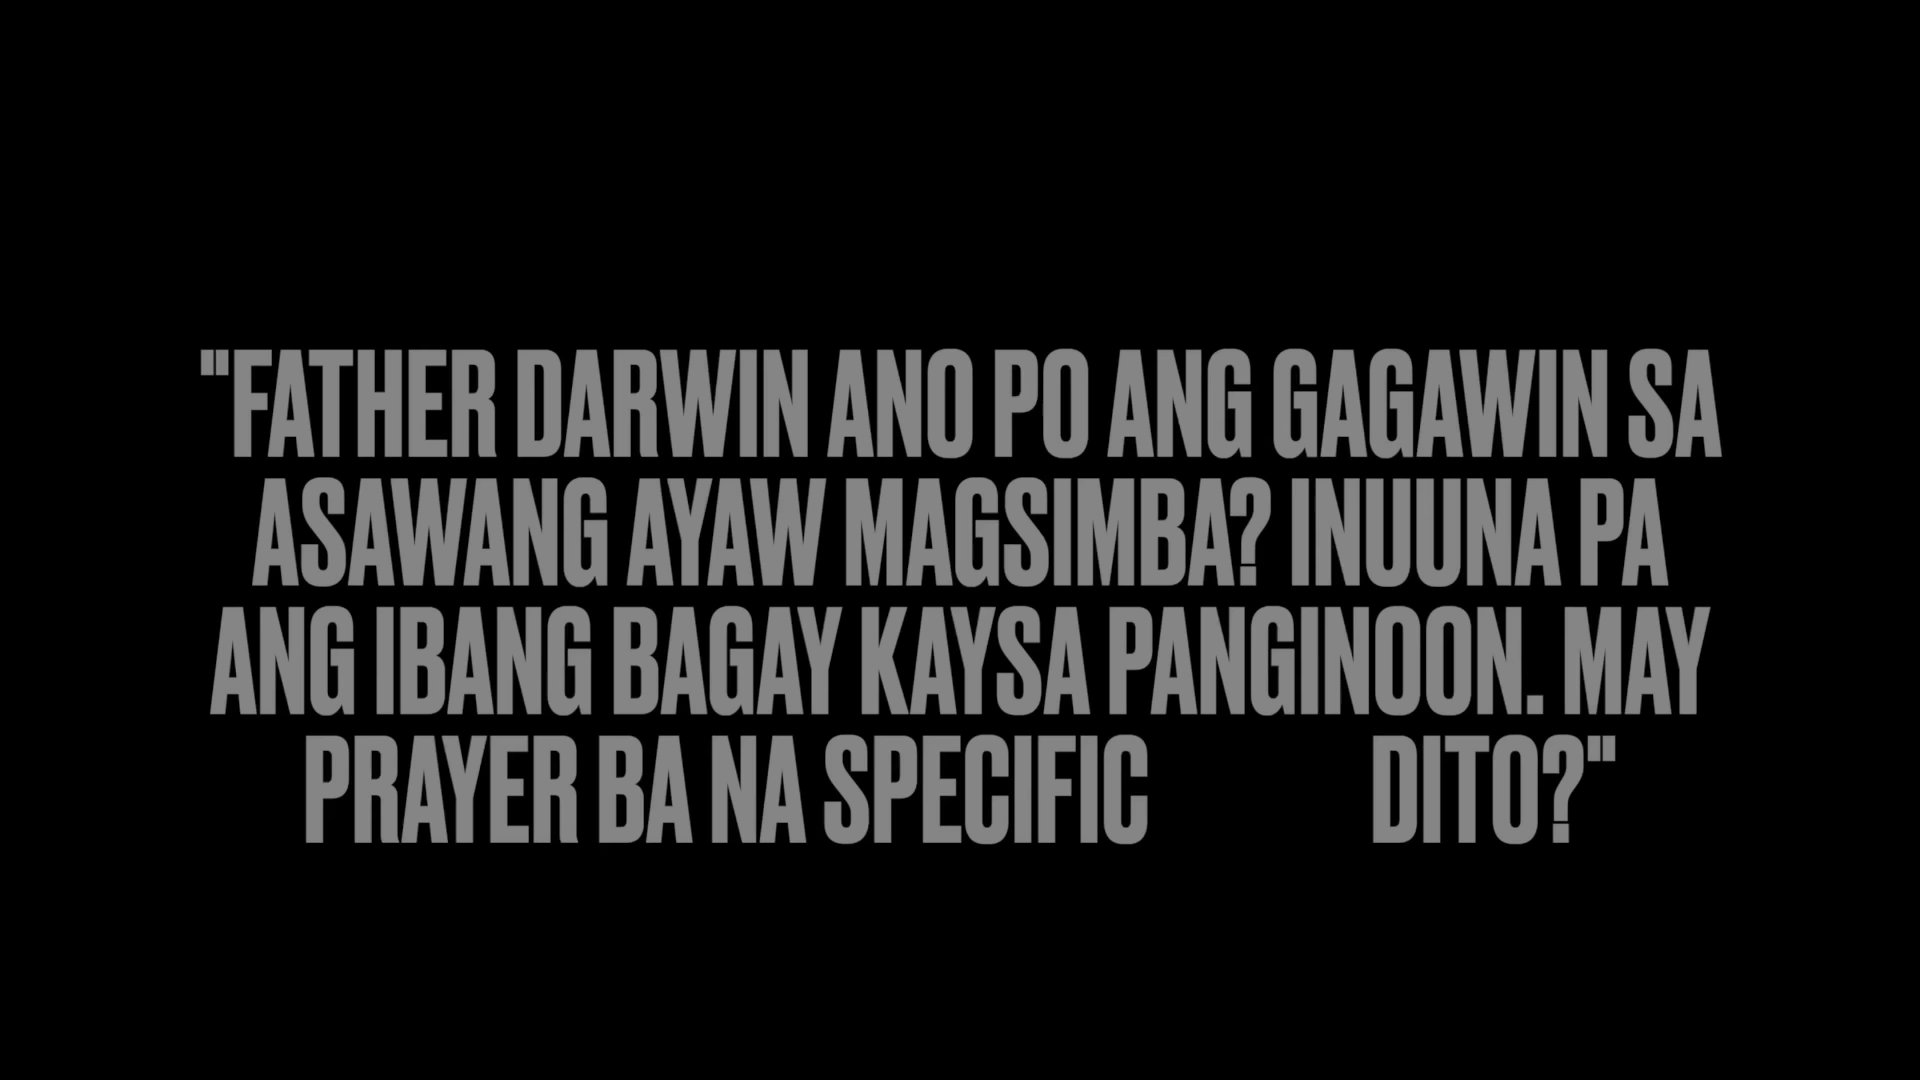 "FATHER DARWIN ANO PO ANG GAGAWIN SA
ASAWANG AYAW MAGSIMBA? INUUNA PA
ANG IBANG BAGAY KAYSA PANGINOON. MAY
PRAYER BA NA SPECIFIC DITO?"